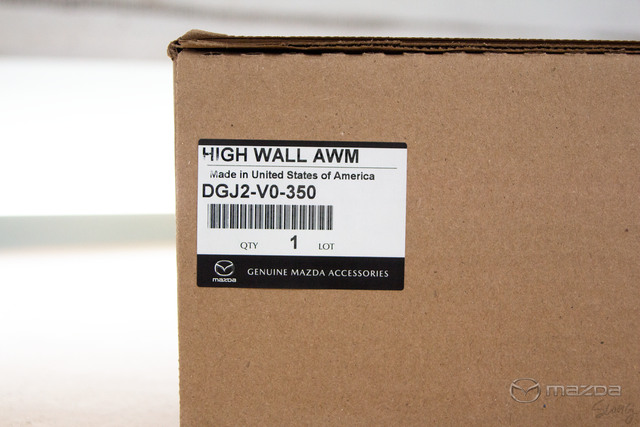 HIGH WALL AWM
Made in United States of America
DGJ2-V0-350
QTY 1 LOT
mazda GENUINE MAZDA ACCESSORIES
mazda